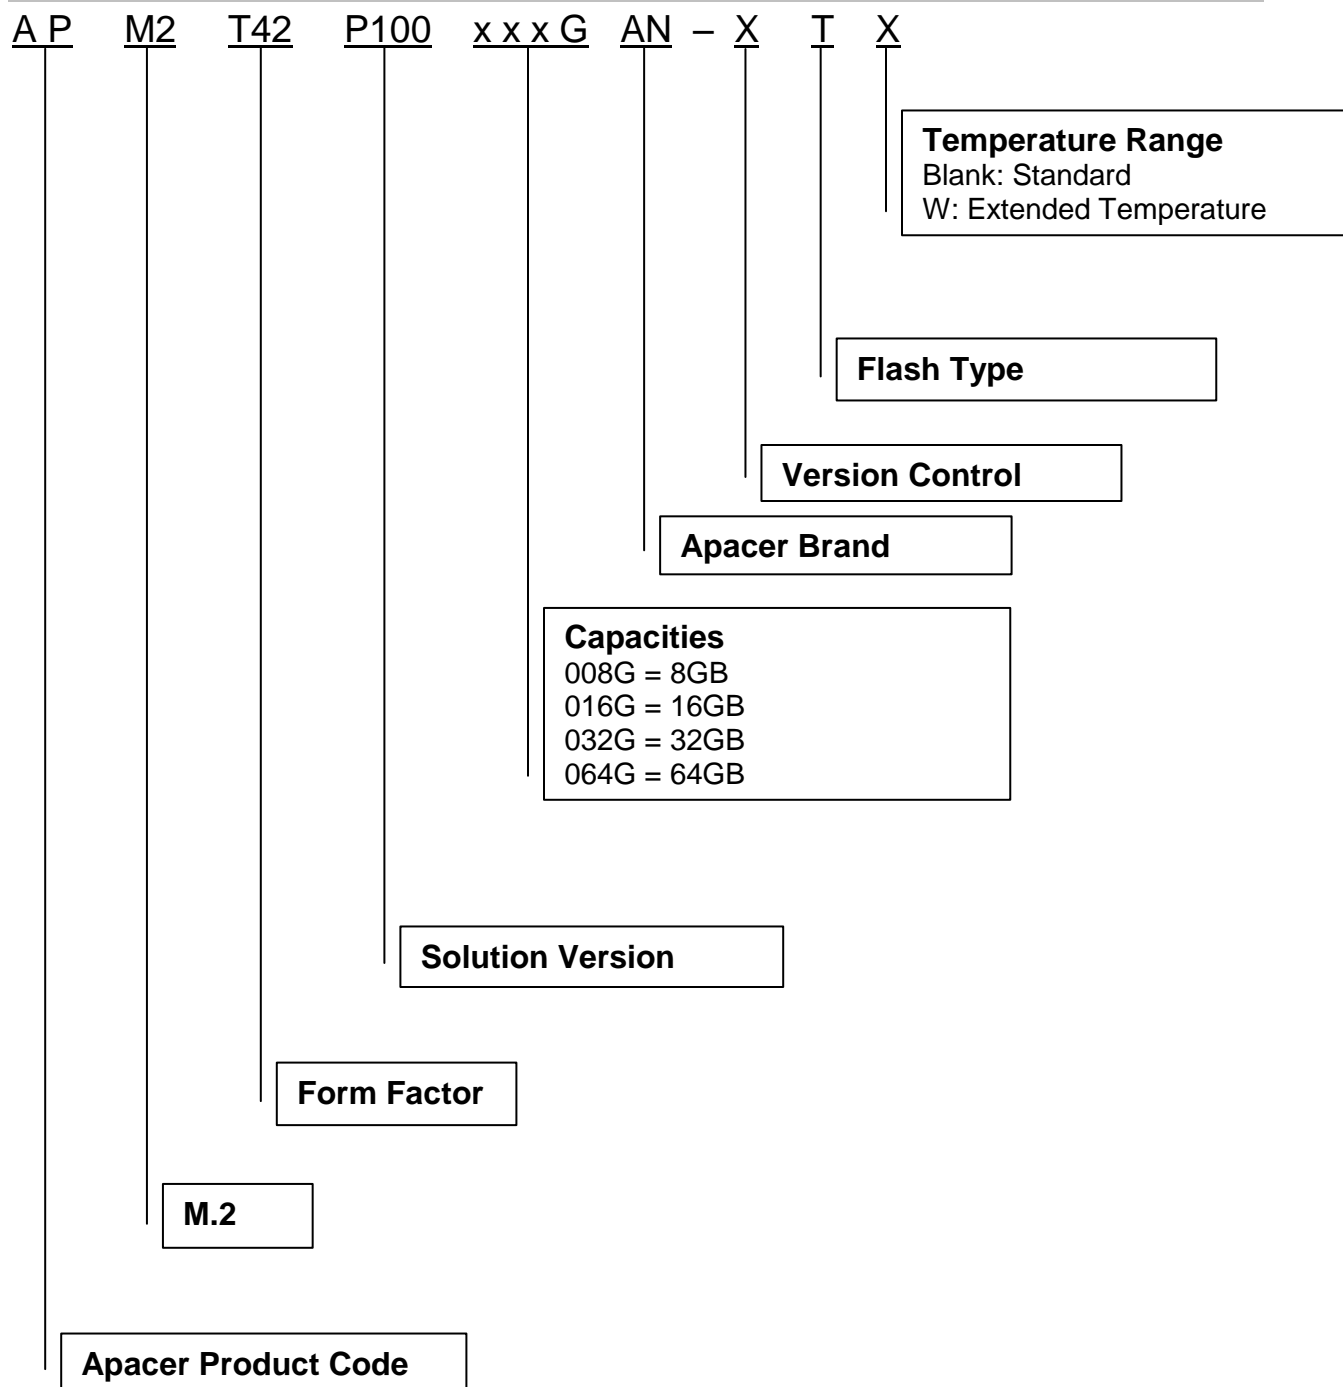 A P M2 T42 P100 x x x G AN – X T X
Temperature Range
Blank: Standard
W: Extended Temperature
Flash Type
Version Control
Apacer Brand
Capacities
008G = 8GB
016G = 16GB
032G = 32GB
064G = 64GB
Solution Version
Form Factor
M.2
Apacer Product Code